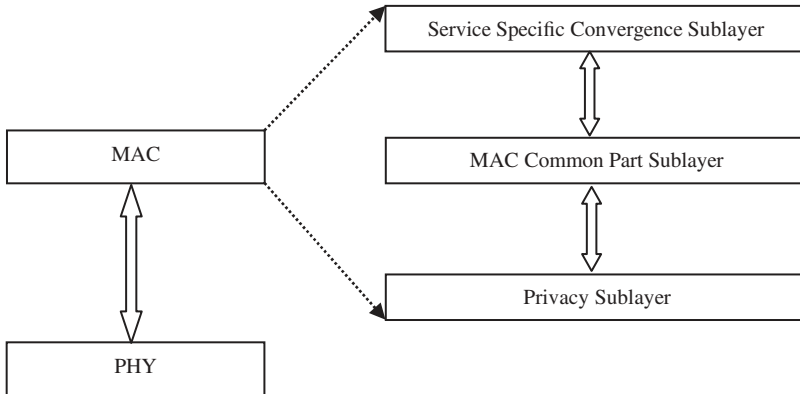 Service Specific Convergence Sublayer
MAC
MAC Common Part Sublayer
Privacy Sublayer
PHY